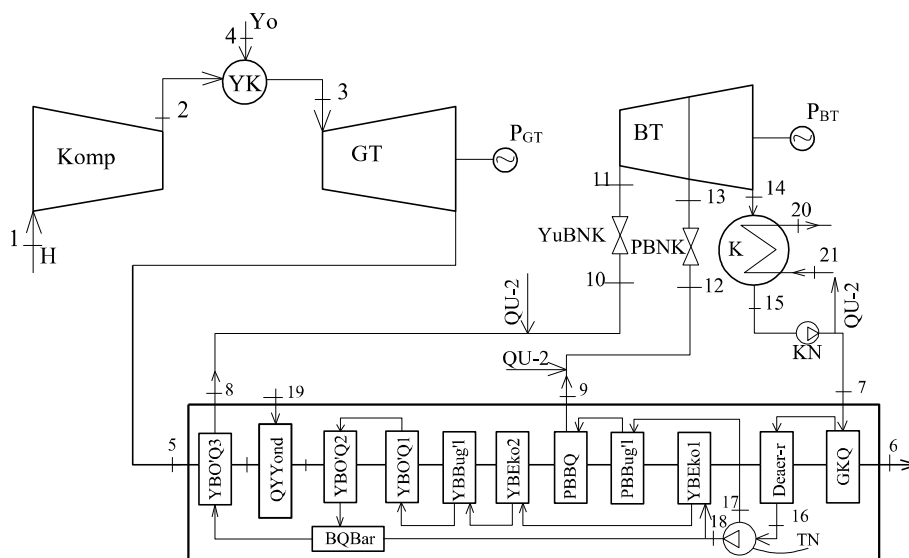 Yo
4
YK
2
3
Komp
GT
P_GT
BT
P_BT
1
H
11
13
14
20
YuBNK
PBNK
K
21
10
12
15
QU-2
QU-2
QU-2
KN
8
19
9
7
5
6
YBO'Q3
QYYond
YBO'Q2
YBO'Q1
YBBug'l
YBEko2
PBBQ
PBBug'l
YBEko1
Deaer-r
GKQ
17
18
16
BQBar
TN